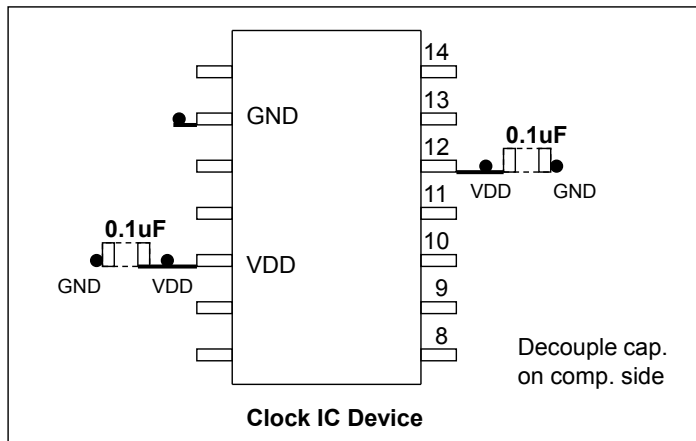 14
GND
13
12
0.1uF
VDD
GND
11
0.1uF
VDD
10
GND
VDD
9
8
Decouple cap.
on comp. side
Clock IC Device